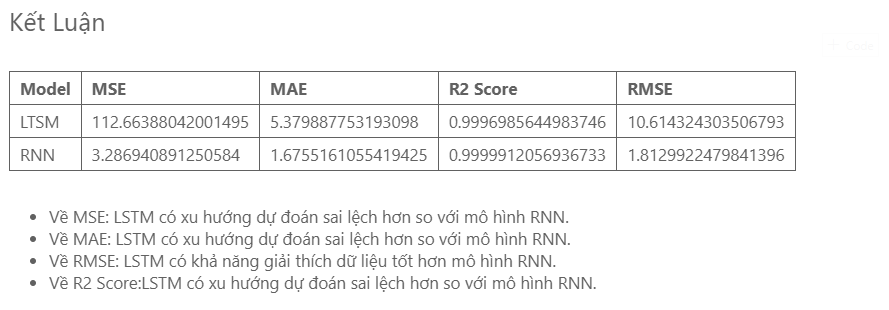 Kết Luận
Model MSE MAE R2 Score RMSE
LTSM 112.66388042001495 5.379887753193098 0.9996985644983746 10.614324303506793
RNN 3.286940891250584 1.6755161055419425 0.9999912056936733 1.8129922479841396
• Về MSE: LSTM có xu hướng dự đoán sai lệch hơn so với mô hình RNN.
• Về MAE: LSTM có xu hướng dự đoán sai lệch hơn so với mô hình RNN.
• Về RMSE: LSTM có khả năng giải thích dữ liệu tốt hơn mô hình RNN.
• Về R2 Score:LSTM có xu hướng dự đoán sai lệch hơn so với mô hình RNN.